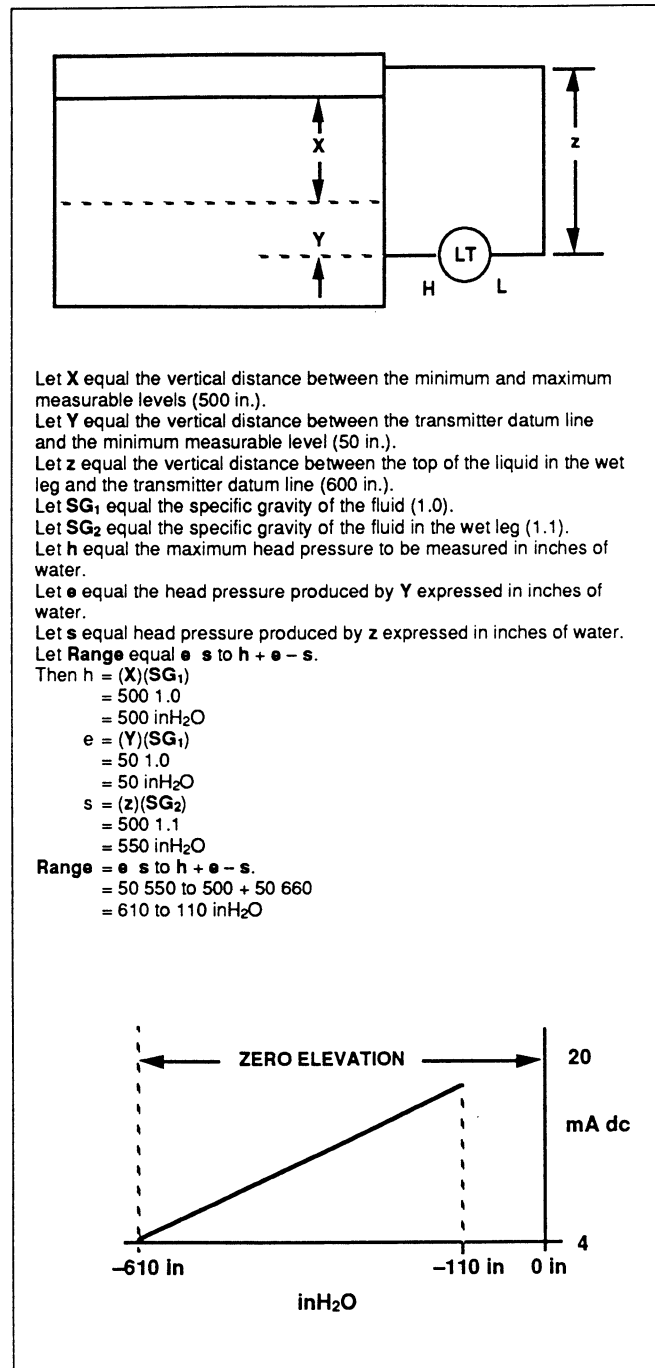 X
z
Y
LT
H
L
Let X equal the vertical distance between the minimum and maximum
measurable levels (500 in.).
Let Y equal the vertical distance between the transmitter datum line
and the minimum measurable level (50 in.).
Let z equal the vertical distance between the top of the liquid in the wet
leg and the transmitter datum line (600 in.).
Let SG₁ equal the specific gravity of the fluid (1.0).
Let SG₂ equal the specific gravity of the fluid in the wet leg (1.1).
Let h equal the maximum head pressure to be measured in inches of
water.
Let e equal the head pressure produced by Y expressed in inches of
water.
Let s equal head pressure produced by z expressed in inches of water.
Let Range equal e s to h + e – s.
Then h = (X)(SG₁)
= 500 1.0
= 500 inH₂O
e = (Y)(SG₁)
= 50 1.0
= 50 inH₂O
s = (z)(SG₂)
= 500 1.1
= 550 inH₂O
Range = e s to h + e – s.
= 50 550 to 500 + 50 660
= 610 to 110 inH₂O
ZERO ELEVATION
20
mA dc
4
–610 in
–110 in
0 in
inH₂O